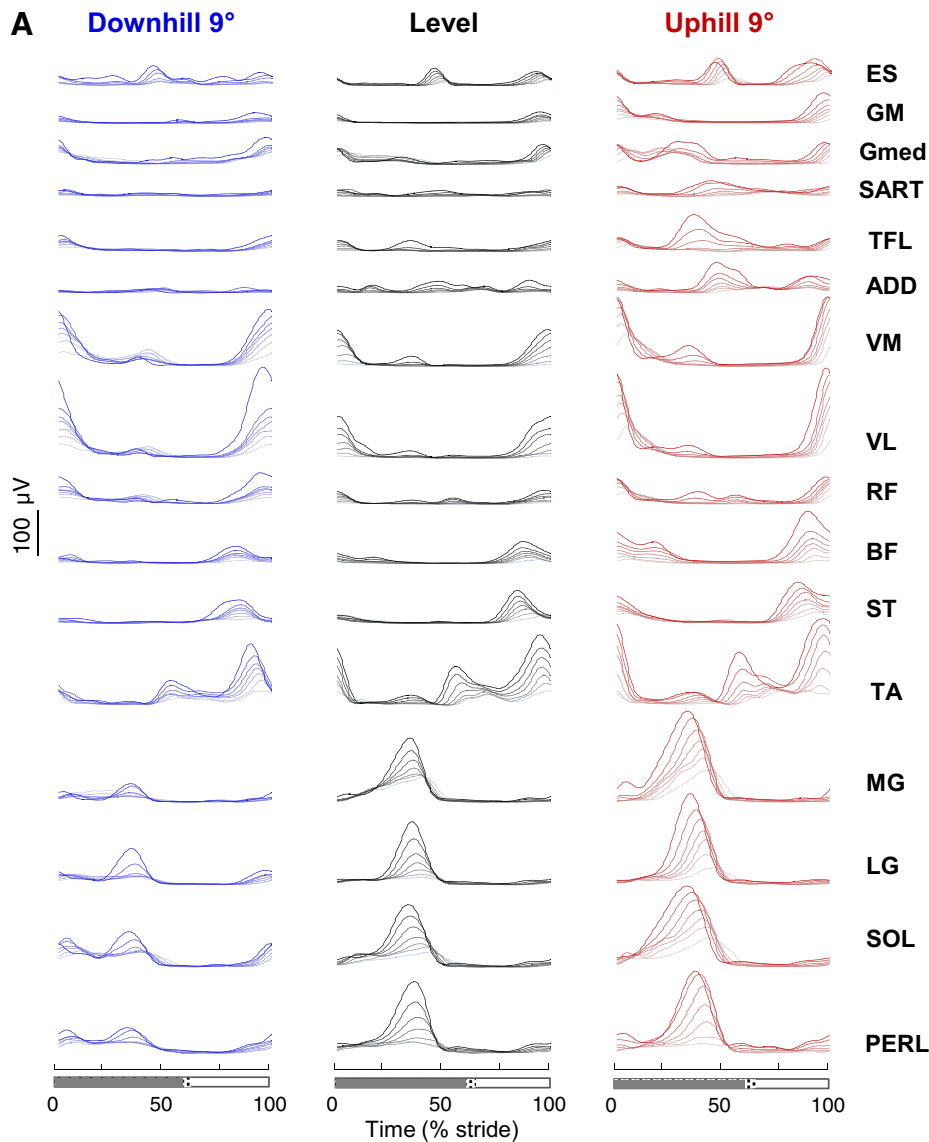 A
Downhill 9° Level Uphill 9°
ES
GM
Gmed
SART
TFL
ADD
VM
VL
RF
100 µV
BF
ST
TA
MG
LG
SOL
PERL
0 50 100 0 50 100 0 50 100
Time (% stride)